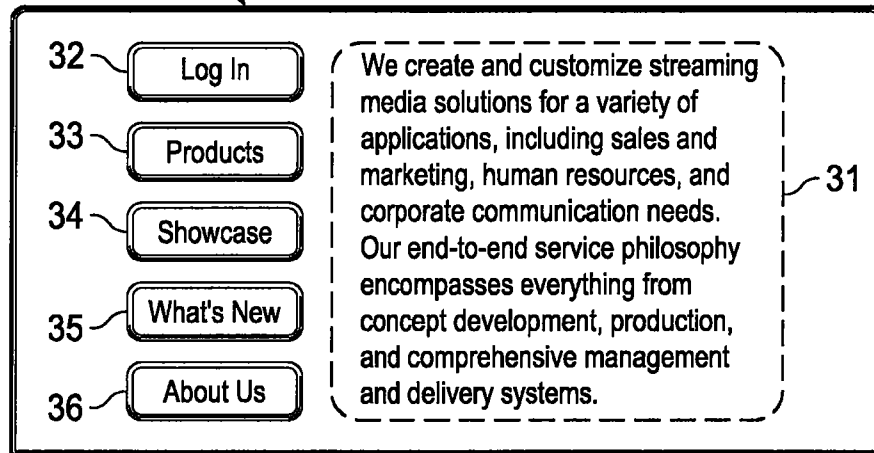 32
Log In
33
Products
34
Showcase
35
What's New
36
About Us
We create and customize streaming
media solutions for a variety of
applications, including sales and
marketing, human resources, and
corporate communication needs.
Our end-to-end service philosophy
encompasses everything from
concept development, production,
and comprehensive management
and delivery systems.
31